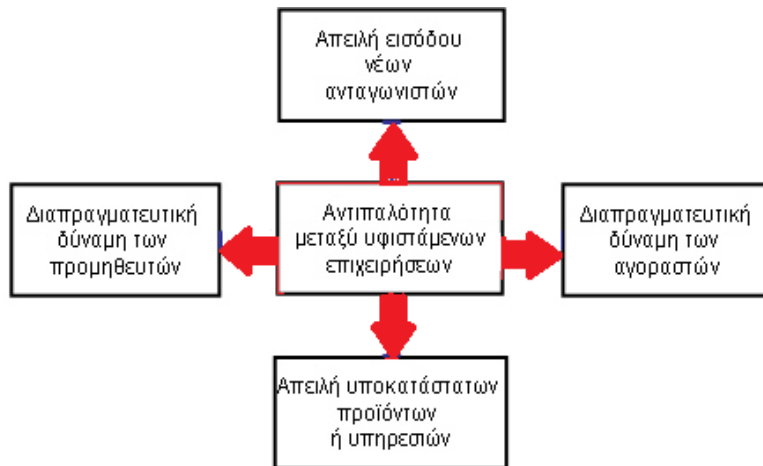 Απειλή εισόδου
νέων
ανταγωνιστών
Διαπραγματευτική
δύναμη των
προμηθευτών
Αντιπαλότητα
μεταξύ υφιστάμενων
επιχειρήσεων
Διαπραγματευτική
δύναμη των
αγοραστών
Απειλή υποκατάστατων
προϊόντων
ή υπηρεσιών